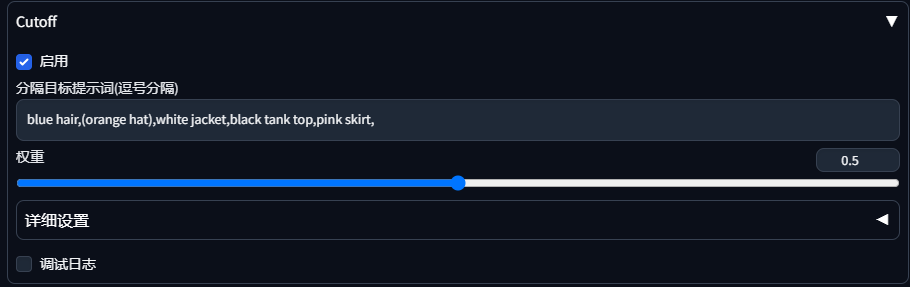 Cutoff
启用
分隔目标提示词(逗号分隔)
blue hair,(orange hat),white jacket,black tank top,pink skirt,
权重
0.5
详细设置
调试日志